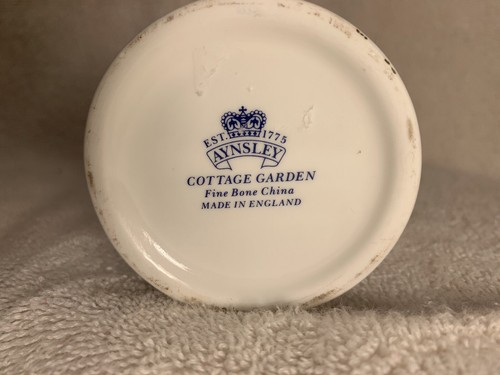 EST. 1775
AYNSLEY
COTTAGE GARDEN
Fine Bone China
MADE IN ENGLAND